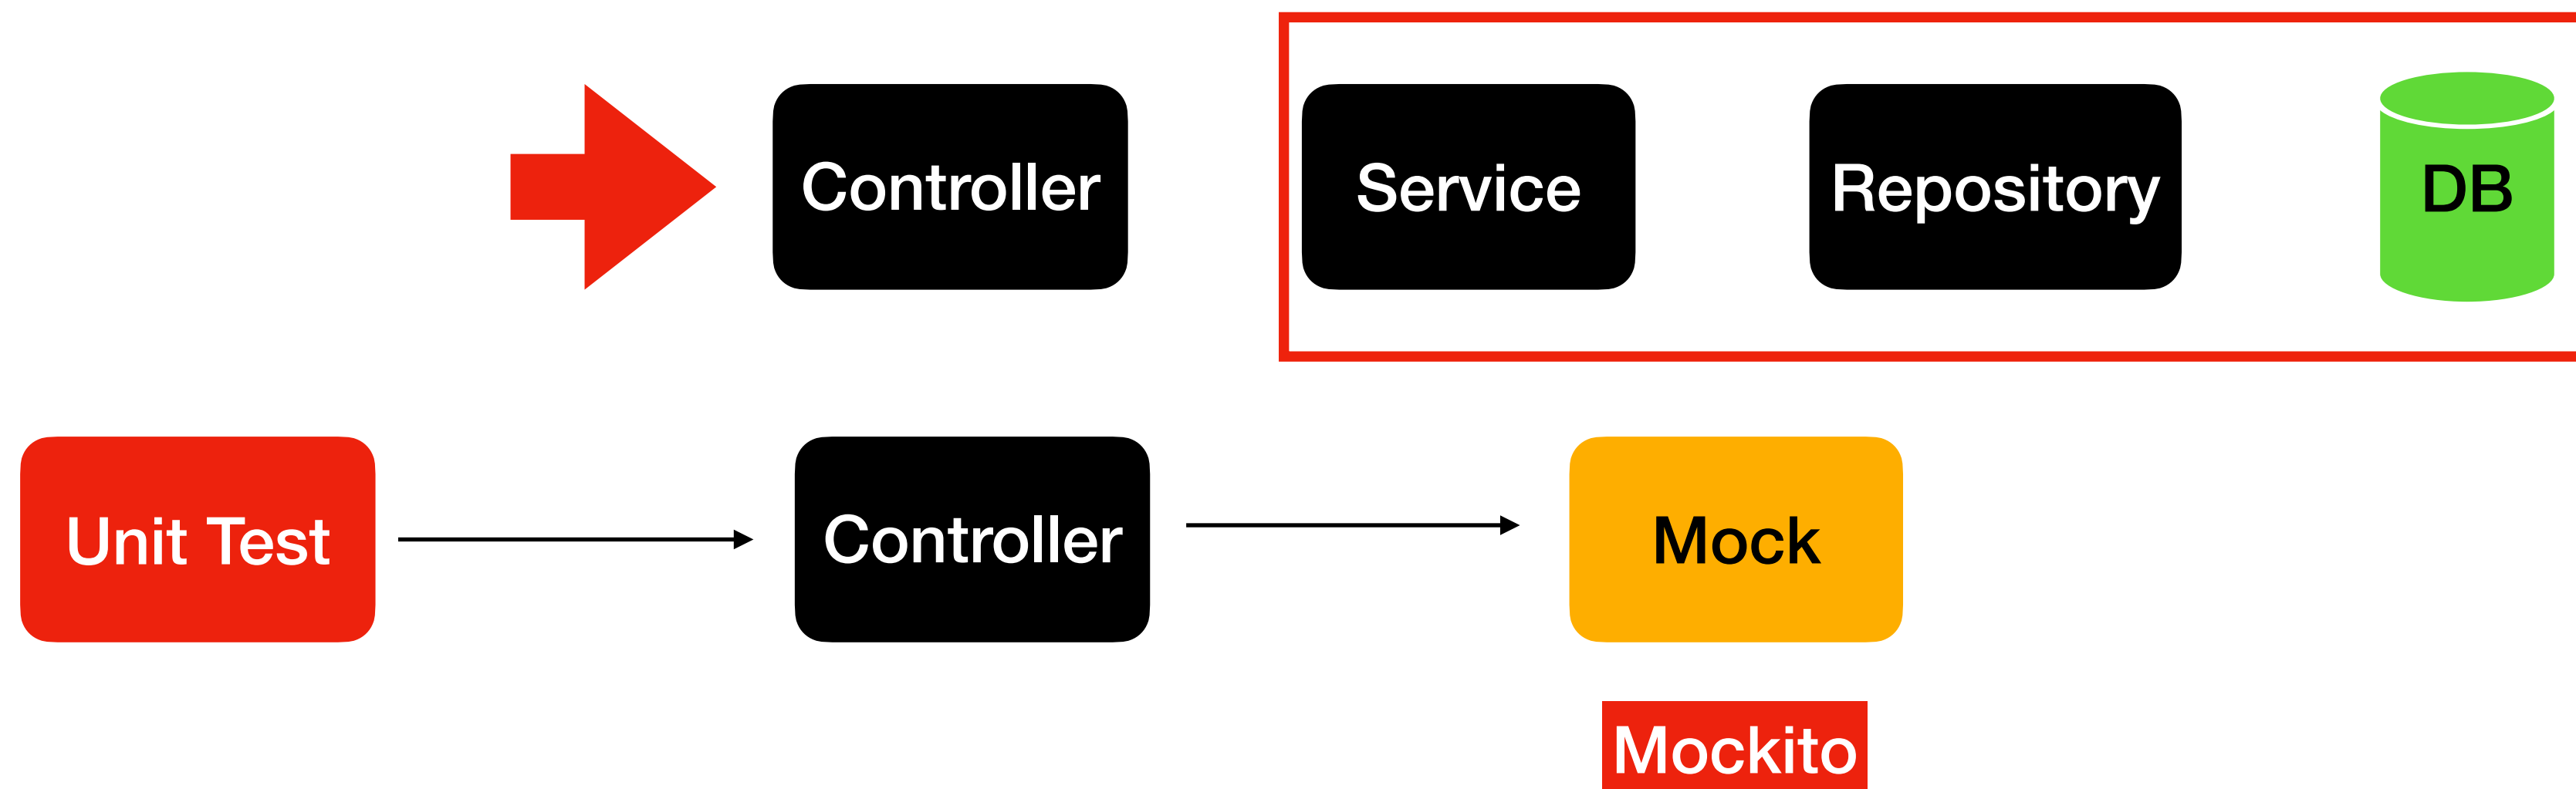 Controller
Service
Repository
DB
Unit Test
Controller
Mock
Mockito